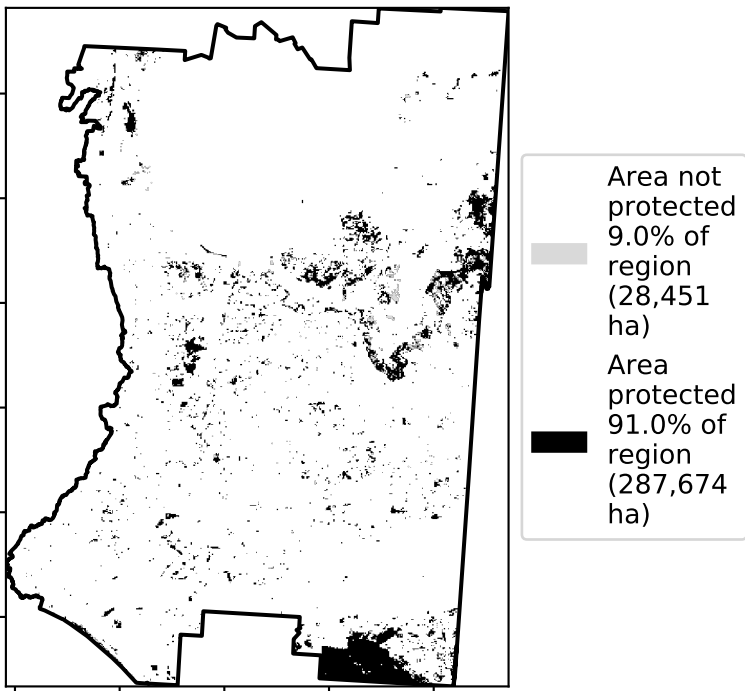 Area not
protected
9.0% of
region
(28,451
ha)
Area
protected
91.0% of
region
(287,674
ha)